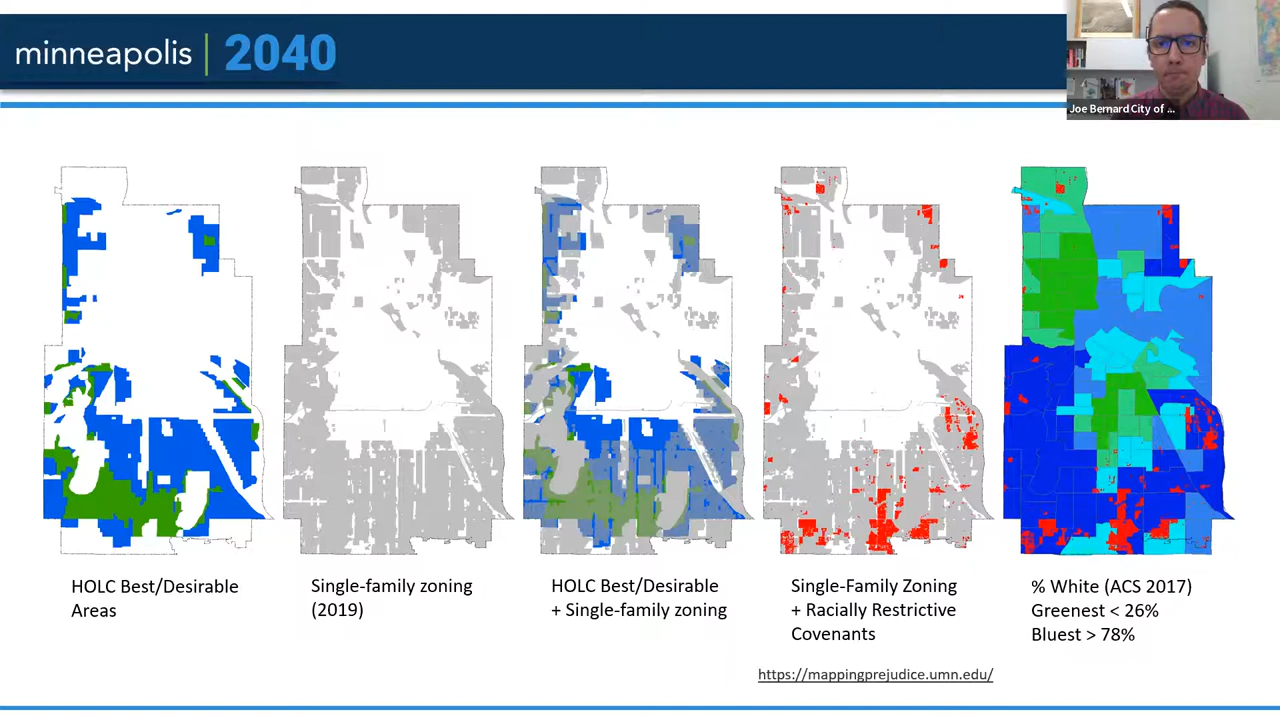 minneapolis | 2040
Joe Bernard City of ...
HOLC Best/Desirable
Areas
Single-family zoning
(2019)
HOLC Best/Desirable
+ Single-family zoning
Single-Family Zoning
+ Racially Restrictive
Covenants
% White (ACS 2017)
Greenest < 26%
Bluest > 78%
https://mappingprejudice.umn.edu/